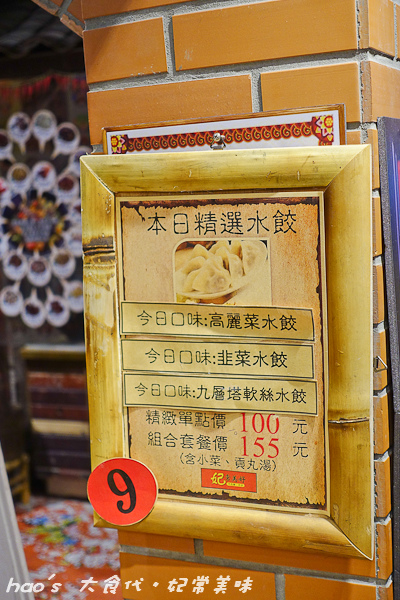 本日精選水餃
今日口味:高麗菜水餃
今日口味:韭菜水餃
今日口味:九層塔軟絲水餃
精緻單點價 100 元
組合套餐價 155 元
(含小菜、貢丸湯)
妃
9
hao's 大食代・妃常美味